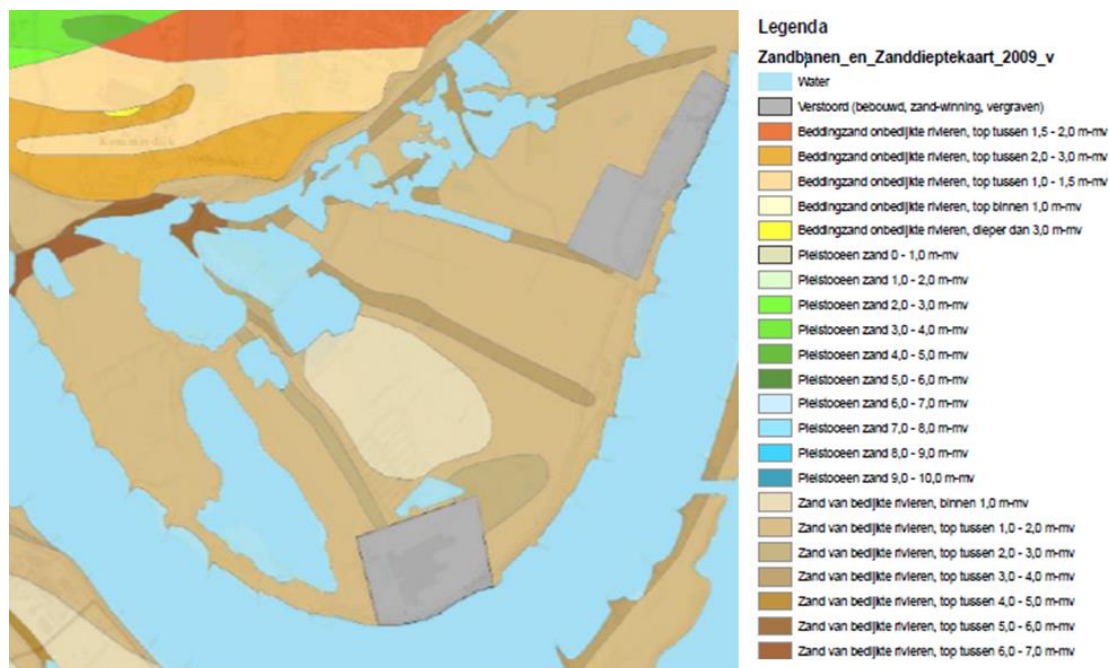 Legenda
Zandbanen_en_Zanddieptekaart_2009_v
Water
Verstoord (bebouwd, zand-winning, vergraven)
Beddingzand onbedijkte rivieren, top tussen 1,5 - 2,0 m-mv
Beddingzand onbedijkte rivieren, top tussen 2,0 - 3,0 m-mv
Beddingzand onbedijkte rivieren, top tussen 1,0 - 1,5 m-mv
Beddingzand onbedijkte rivieren, top binnen 1,0 m-mv
Beddingzand onbedijkte rivieren, dieper dan 3,0 m-mv
Pleistoceen zand 0 - 1,0 m-mv
Pleistoceen zand 1,0 - 2,0 m-mv
Pleistoceen zand 2,0 - 3,0 m-mv
Pleistoceen zand 3,0 - 4,0 m-mv
Pleistoceen zand 4,0 - 5,0 m-mv
Pleistoceen zand 5,0 - 6,0 m-mv
Pleistoceen zand 6,0 - 7,0 m-mv
Pleistoceen zand 7,0 - 8,0 m-mv
Pleistoceen zand 8,0 - 9,0 m-mv
Pleistoceen zand 9,0 - 10,0 m-mv
Zand van bedijkte rivieren, binnen 1,0 m-mv
Zand van bedijkte rivieren, top tussen 1,0 - 2,0 m-mv
Zand van bedijkte rivieren, top tussen 2,0 - 3,0 m-mv
Zand van bedijkte rivieren, top tussen 3,0 - 4,0 m-mv
Zand van bedijkte rivieren, top tussen 4,0 - 5,0 m-mv
Zand van bedijkte rivieren, top tussen 5,0 - 6,0 m-mv
Zand van bedijkte rivieren, top tussen 6,0 - 7,0 m-mv